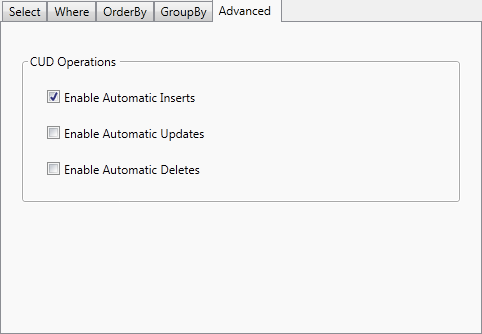 Select Where OrderBy GroupBy Advanced
CUD Operations
Enable Automatic Inserts
Enable Automatic Updates
Enable Automatic Deletes